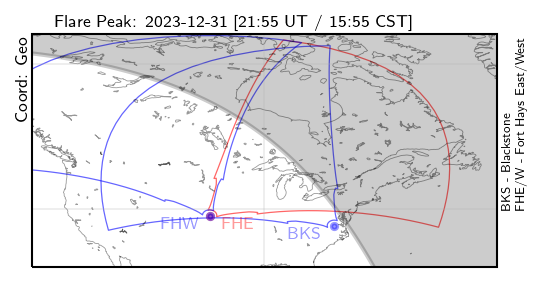 Flare Peak: 2023-12-31 [21:55 UT / 15:55 CST]
Coord: Geo
FHW
FHE
BKS
BKS - Blackstone
FHE/W - Fort Hays East/West